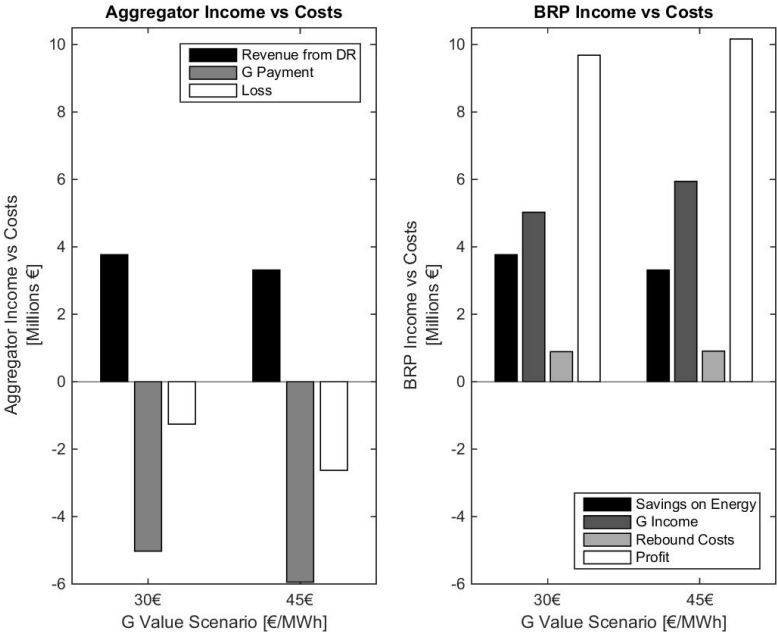 Aggregator Income vs Costs
10
8
6
4
2
0
-2
-4
-6
Aggregator Income vs Costs
[Millions €]
Revenue from DR
G Payment
Loss
30€
45€
G Value Scenario [€/MWh]
BRP Income vs Costs
10
8
6
4
2
0
-2
-4
-6
BRP Income vs Costs
[Millions €]
Savings on Energy
G Income
Rebound Costs
Profit
30€
45€
G Value Scenario [€/MWh]